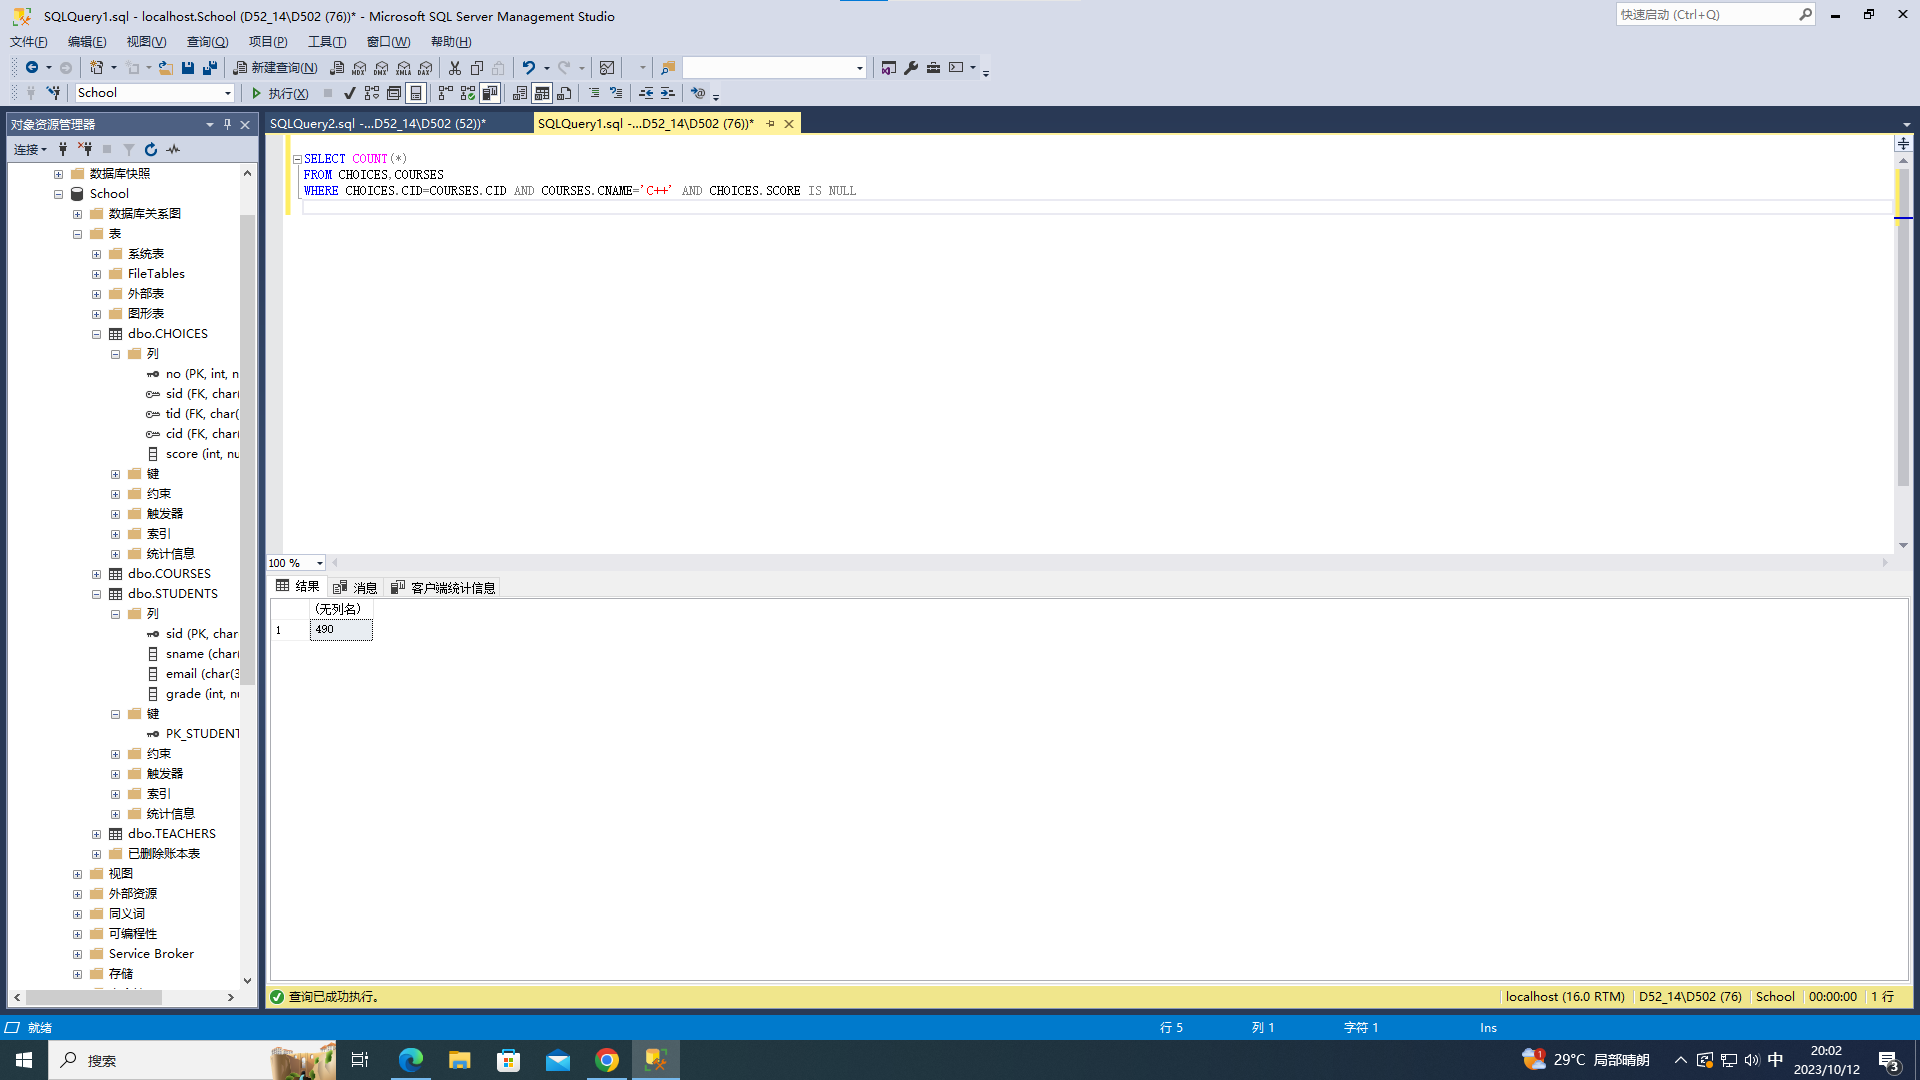 SQLQuery1.sql - localhost.School (D52_14\D502 (76))* - Microsoft SQL Server Management Studio
快速启动 (Ctrl+Q)
文件(F) 编辑(E) 视图(V) 查询(Q) 项目(P) 工具(T) 窗口(W) 帮助(H)
新建查询(N) MDX DMX XMLA DAX
School 执行(X)
对象资源管理器
SQLQuery2.sql -...D52_14\D502 (52))* SQLQuery1.sql -...D52_14\D502 (76))*
连接
数据库快照
School
数据库关系图
表
系统表
FileTables
外部表
图形表
dbo.CHOICES
列
no (PK, int, n
sid (FK, char(
tid (FK, char(
cid (FK, char(
score (int, nu
键
约束
触发器
索引
统计信息
dbo.COURSES
dbo.STUDENTS
列
sid (PK, char
sname (char(
email (char(3
grade (int, nu
键
PK_STUDENT
约束
触发器
索引
统计信息
dbo.TEACHERS
已删除账本表
视图
外部资源
同义词
可编程性
Service Broker
存储
SELECT COUNT(*)
FROM CHOICES,COURSES
WHERE CHOICES.CID=COURSES.CID AND COURSES.CNAME='C++' AND CHOICES.SCORE IS NULL
100 %
结果 消息 客户端统计信息
(无列名)
1 490
查询已成功执行。
localhost (16.0 RTM) D52_14\D502 (76) School 00:00:00 1 行
就绪
行 5 列 1 字符 1 Ins
搜索
1 29°C 局部晴朗
中
20:02
2023/10/12
3